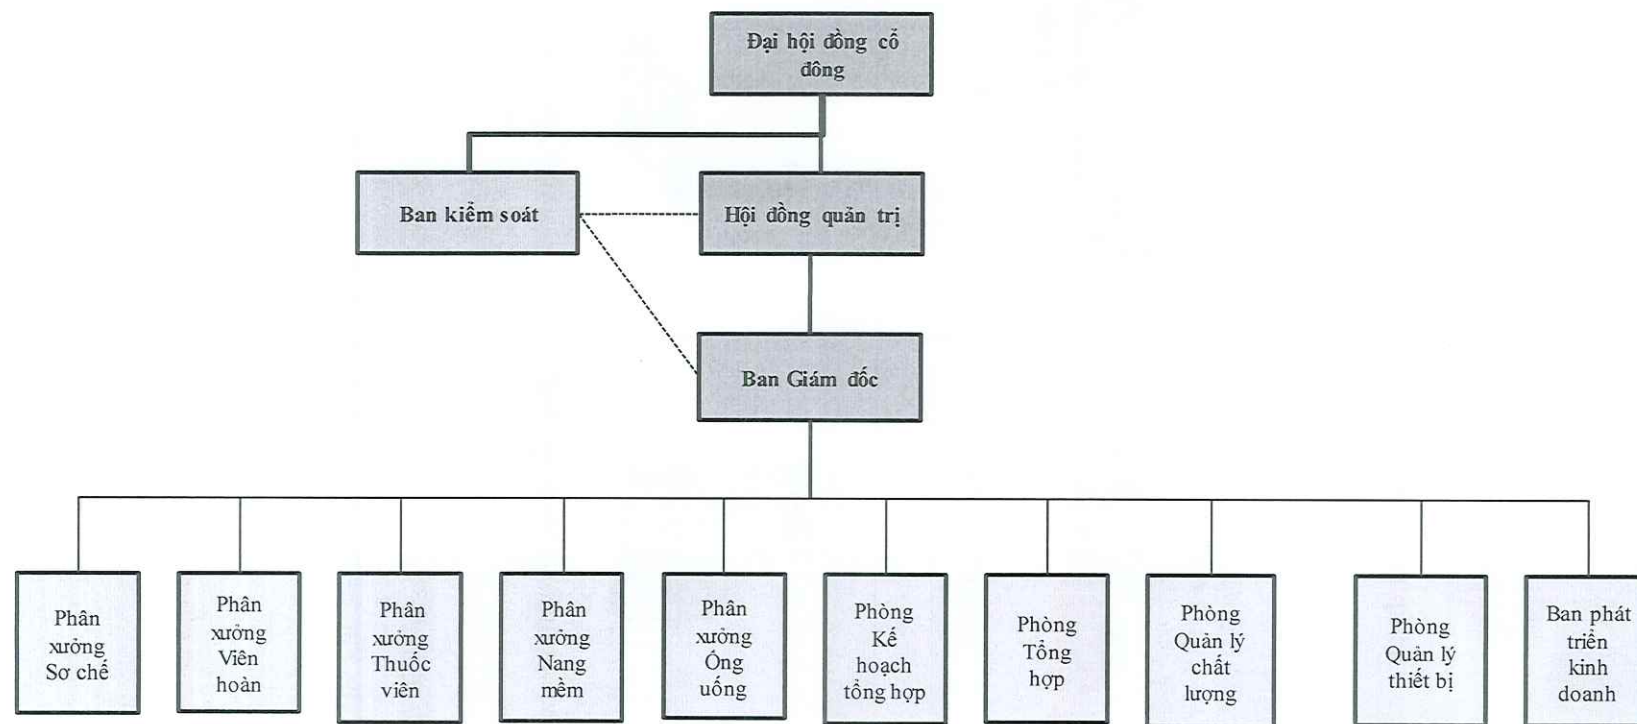 Đại hội đồng cổ
đông
Ban kiểm soát
Hội đồng quản trị
Ban Giám đốc
Phân
xưởng
Sơ chế
Phân
xưởng
Viên
hoàn
Phân
xưởng
Thuốc
viên
Phân
xưởng
Nang
mềm
Phân
xưởng
Ống
uống
Phòng
Kế
hoạch
tổng hợp
Phòng
Tổng
hợp
Phòng
Quản lý
chất
lượng
Phòng
Quản lý
thiết bị
Ban phát
triển
kinh
doanh